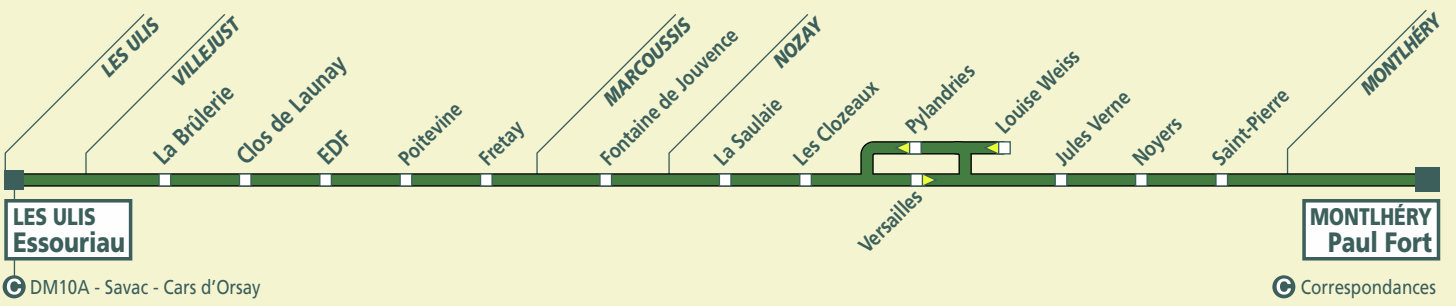 LES ULIS
VILLEJUST
La Brûlerie
Clos de Launay
EDF
Poitevine
Fretay
MARCOUSSIS
Fontaine de Jouvence
NOZAY
La Saulaie
Les Clozeaux
Pylandries
Louise Weiss
Versailles
Jules Verne
Noyers
Saint-Pierre
MONTLHÉRY
LES ULIS
Essouriau
MONTLHÉRY
Paul Fort
C DM10A - Savac - Cars d'Orsay
C Correspondances